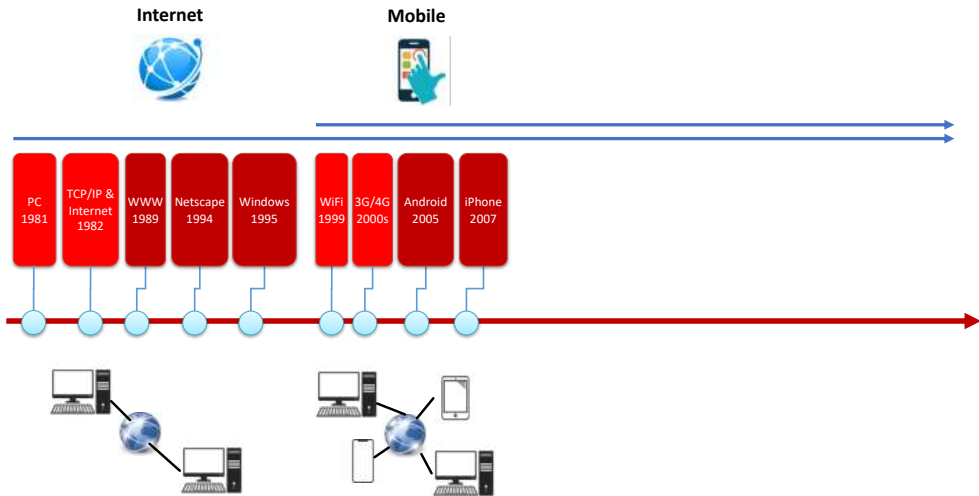 Internet
Mobile
PC
1981
TCP/IP &
Internet
1982
WWW
1989
Netscape
1994
Windows
1995
WiFi
1999
3G/4G
2000s
Android
2005
iPhone
2007